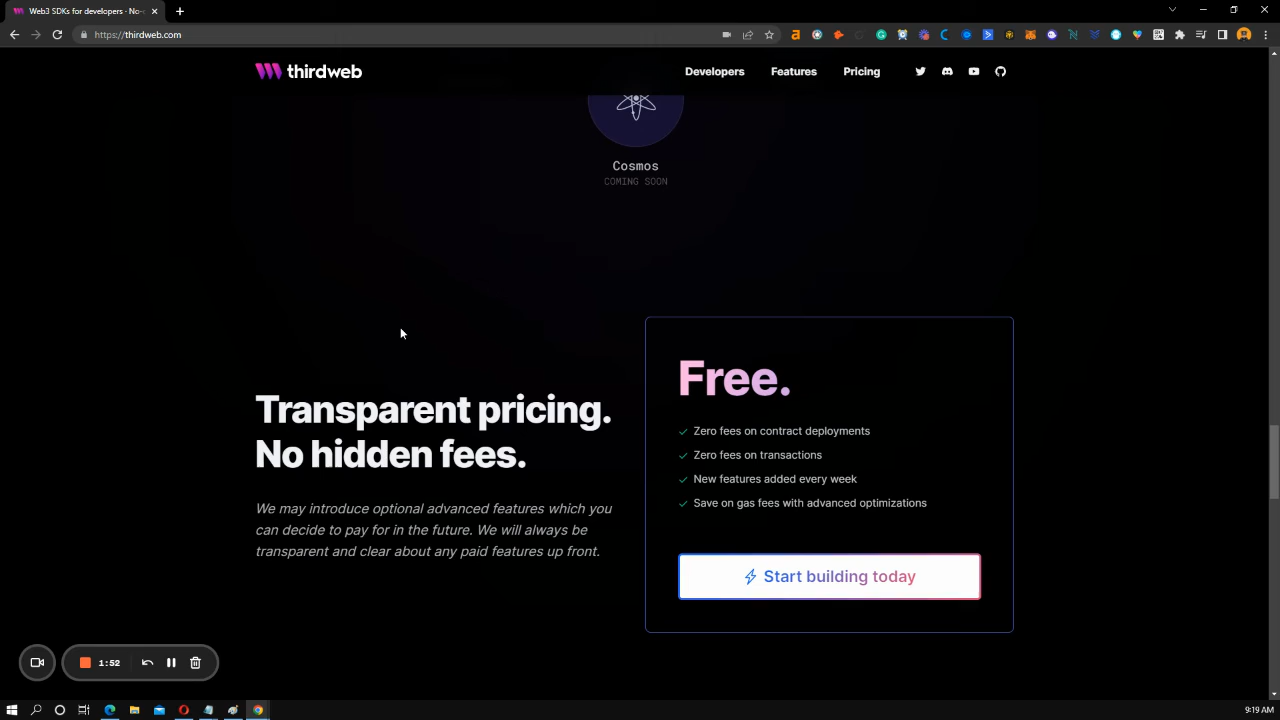 Web3 SDKs for developers - No-c
https://thirdweb.com
thirdweb
Developers
Features
Pricing
Cosmos
COMING SOON
Transparent pricing.
No hidden fees.
We may introduce optional advanced features which you
can decide to pay for in the future. We will always be
transparent and clear about any paid features up front.
Free.
Zero fees on contract deployments
Zero fees on transactions
New features added every week
Save on gas fees with advanced optimizations
Start building today
1:52
9:19 AM